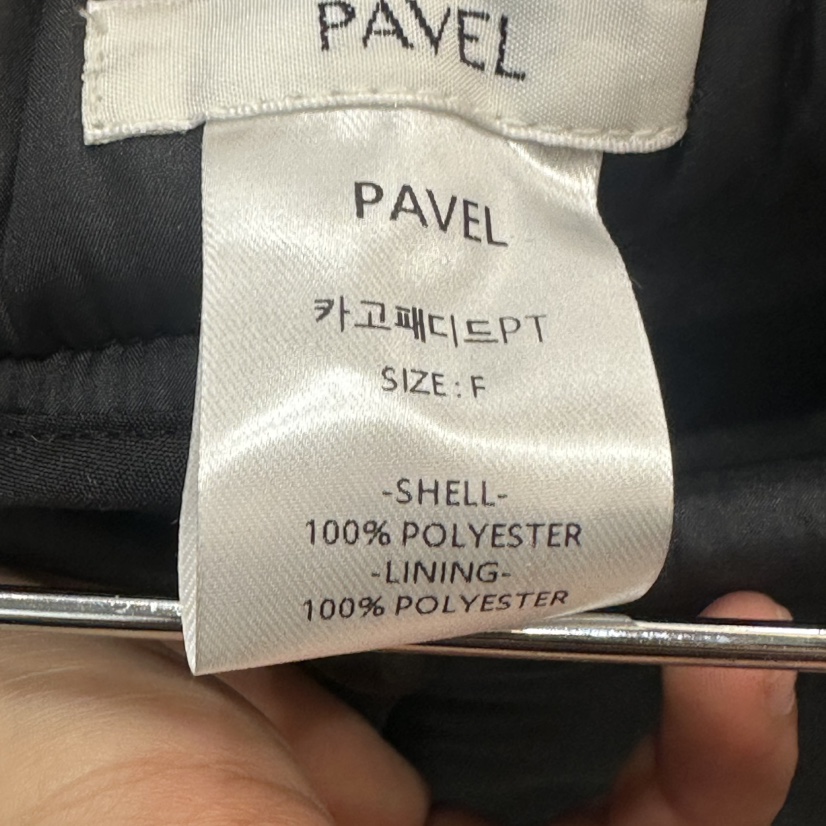 PAVEL
PAVEL
카고패디드PT
SIZE : F
-SHELL-
100% POLYESTER
-LINING-
100% POLYESTER